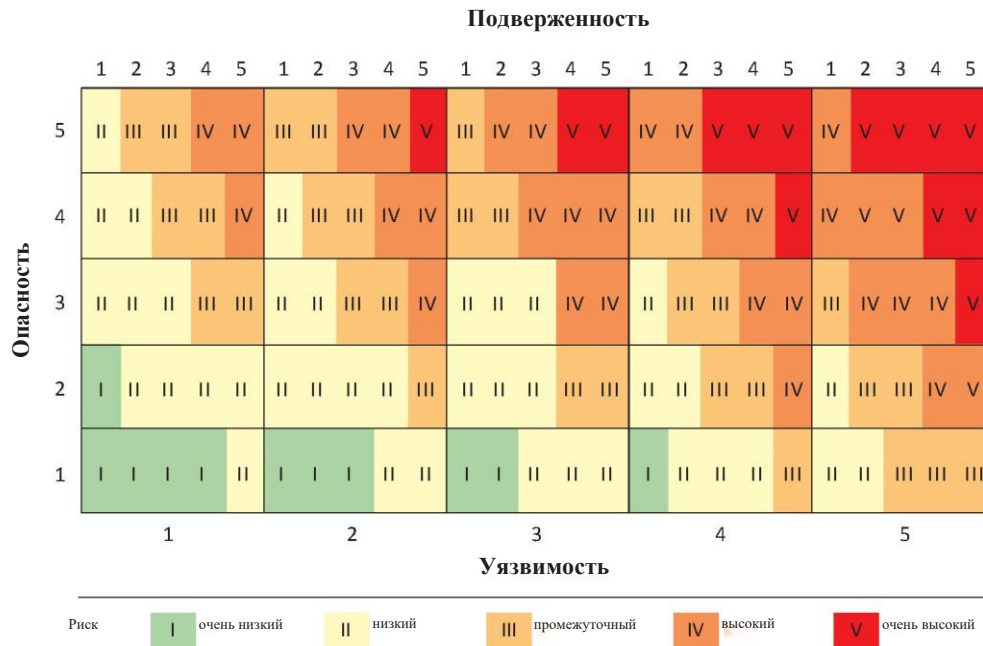 Подверженность
1 2 3 4 5 1 2 3 4 5 1 2 3 4 5 1 2 3 4 5 1 2 3 4 5
5 II III III IV IV III III IV IV V III IV IV V V IV IV V V V IV V V V V
4 II II III III IV II III III IV IV III III IV IV IV III III IV IV V IV V V V V
Опасность
3 II II II III III II II III III IV II II II IV IV II III III IV IV III IV IV IV V
2 I II II II II II II II II III II II II III III II II III III IV II III III IV V
1 I I I I II I I I II II I I II II II I II II II III II II III III III
1 2 3 4 5
Уязвимость
Риск I очень низкий II низкий III промежуточный IV высокий V очень высокий